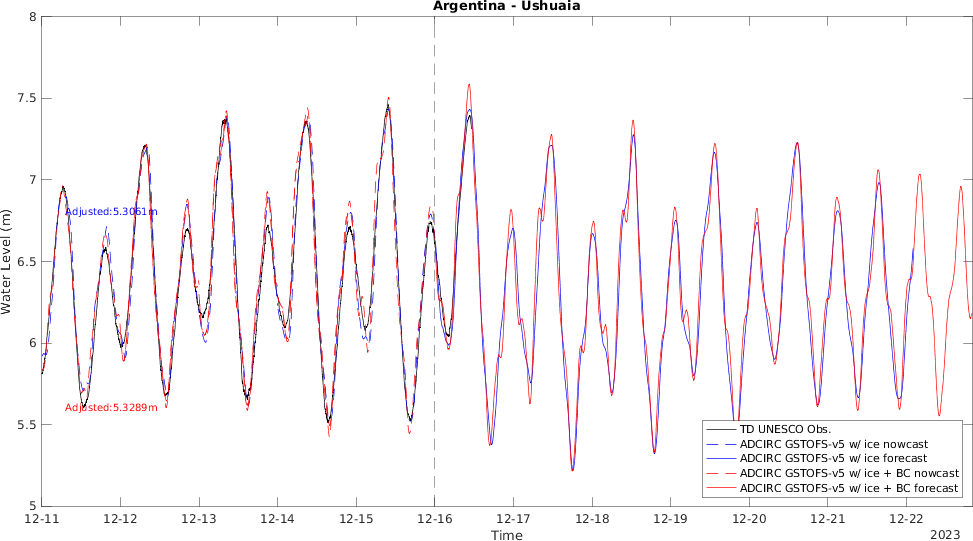 Argentina - Ushuaia
8
7.5
7
6.5
6
5.5
5
Water Level (m)
Adjusted:5.3061m
Adjusted:5.3289m
TD UNESCO Obs.
ADCIRC GSTOFS-v5 w/ ice nowcast
ADCIRC GSTOFS-v5 w/ ice forecast
ADCIRC GSTOFS-v5 w/ ice + BC nowcast
ADCIRC GSTOFS-v5 w/ ice + BC forecast
12-11 12-12 12-13 12-14 12-15 12-16 12-17 12-18 12-19 12-20 12-21 12-22
Time
2023